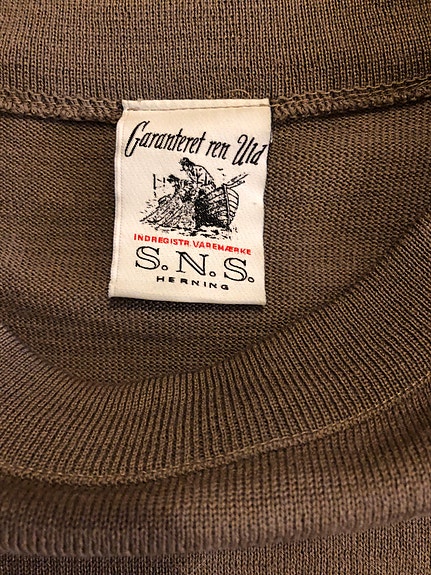 Garanteret ren Uld
INDREGISTR. VAREMÆRKE
S.N.S.
HERNING